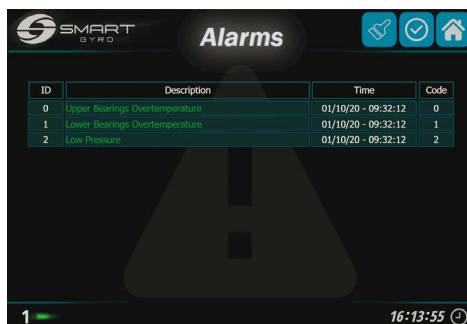 SMART
GYRO
Alarms
ID Description Time Code
0 Upper Bearings Overtemperature 01/10/20 - 09:32:12 0
1 Lower Bearings Overtemperature 01/10/20 - 09:32:12 1
2 Low Pressure 01/10/20 - 09:32:12 2
1 16:13:55